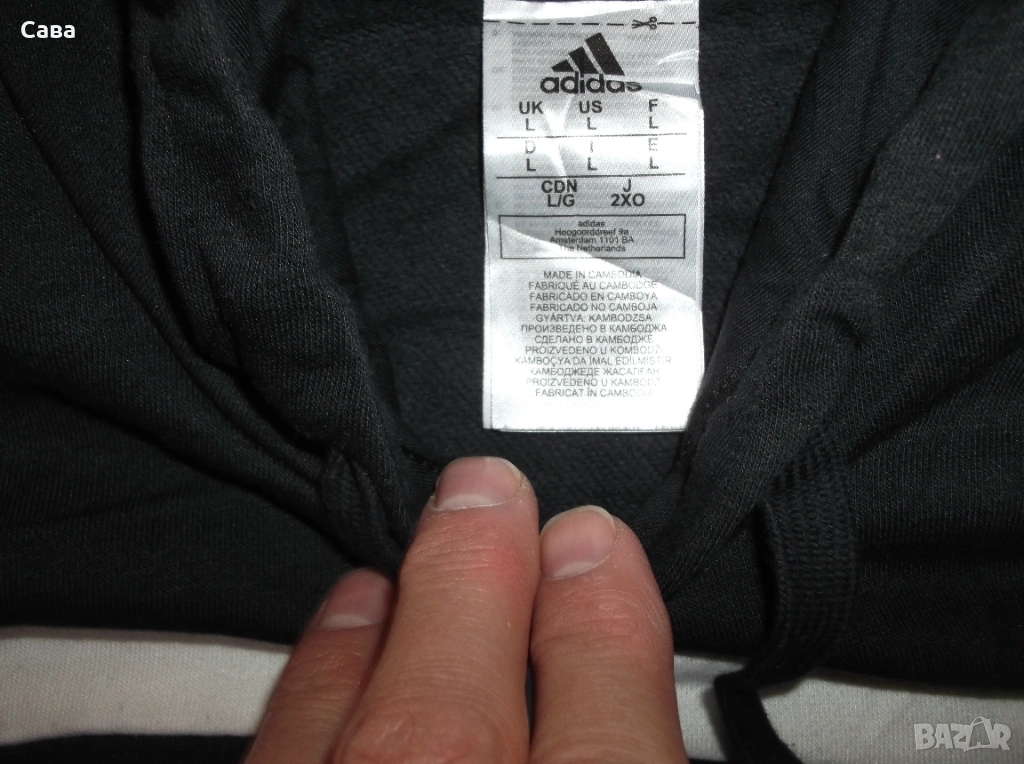 Сава
adidas
UK US F
L L L
D I E
L L L
CDN J
L/G 2XO
adidas
Hoogoorddreef 9a
Amsterdam 1101 BA
The Netherlands
MADE IN CAMBODIA
FABRIQUÉ AU CAMBODGE
FABRICADO EN CAMBOYA
FABRICADO NO CAMBOJA
GYÁRTVA: KAMBODZSA
ПРОИЗВЕДЕНО В КАМБОДЖА
СДЕЛАНО В КАМБОДЖЕ
PROIZVEDENO U KOMBODŽI
KAMBOÇYA'DA İMAL EDİLMİŞTİR
КАМБОДЖЕДЕ ЖАСАЛҒАН
PROIZVEDENO U KAMBODŽI
FABRICAT ÎN CAMBODGIA
BAZAR